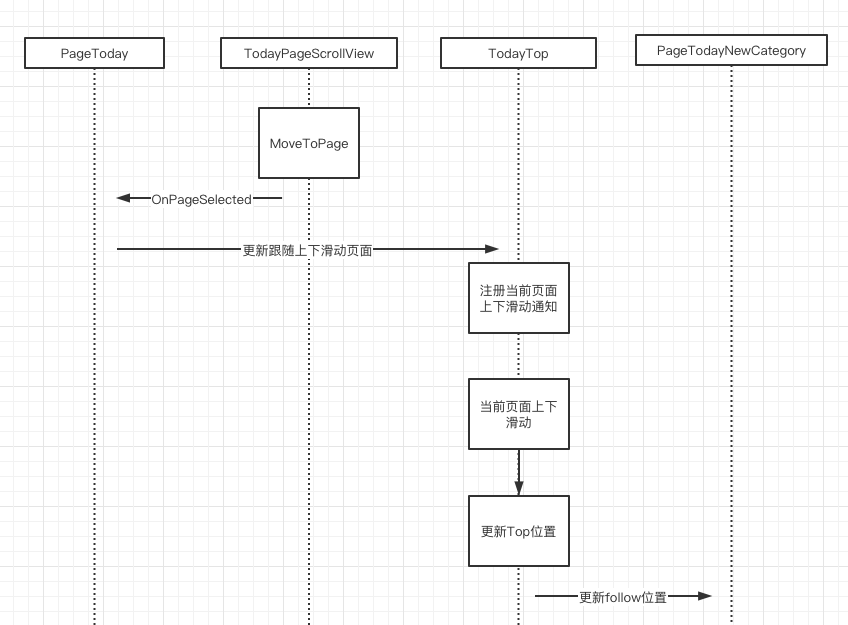 PageToday
TodayPageScrollView
TodayTop
PageTodayNewCategory
MoveToPage
OnPageSelected
更新跟随上下滑动页面
注册当前页面
上下滑动通知
当前页面上下
滑动
更新Top位置
更新follow位置